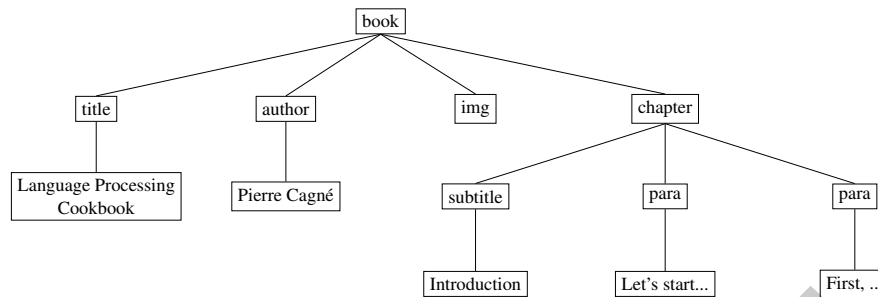 book
title
author
img
chapter
Language Processing
Cookbook
Pierre Cagné
subtitle
para
para
Introduction
Let's start...
First, ..